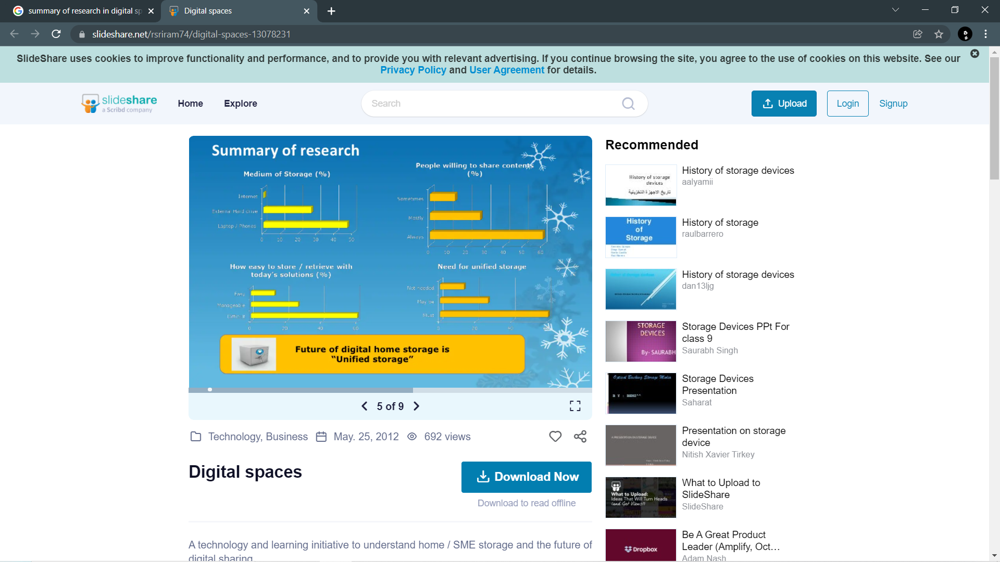 summary of research in digital sp
Digital spaces
slideshare.net/rsriram74/digital-spaces-13078231
SlideShare uses cookies to improve functionality and performance, and to provide you with relevant advertising. If you continue browsing the site, you agree to the use of cookies on this website. See our
Privacy Policy and User Agreement for details.
slideshare
a Scribd company
Home
Explore
Search
Upload
Login
Signup
Summary of research
Medium of Storage (%)
Internet
External Hard drive
Laptop / Phones
0 10 20 30 40 50
People willing to share contents
(%)
Sometimes
Mostly
Always
0 10 20 30 40 50 60
How easy to store / retrieve with
today's solutions (%)
Easy
Manageable
Difficult
0 20 40 60
Need for unified storage
Not needed
May be
Must
0 20 40
Future of digital home storage is
"Unified storage"
5 of 9
Technology, Business
May. 25, 2012
692 views
Digital spaces
Download Now
Download to read offline
A technology and learning initiative to understand home / SME storage and the future of
digital sharing.
Recommended
History of storage
devices
تاريخ الاجهزة التخزينية
History of storage devices
aalyamii
History
of
Storage
History of storage
raulbarrero
History of storage devices
dan13ljg
STORAGE
DEVICES
By- SAURABH
Storage Devices PPt For
class 9
Saurabh Singh
Optical Backing Storage Media
B Y : BENZ^^
Storage Devices
Presentation
Saharat
A PRESENTATION ON STORAGE DEVICE
Presentation on storage
device
Nitish Xavier Tirkey
What to Upload:
Ideas That Will Turn Heads
(and Get Views!)
What to Upload to
SlideShare
SlideShare
Dropbox
Be A Great Product
Leader (Amplify, Oct…
Adam Nash